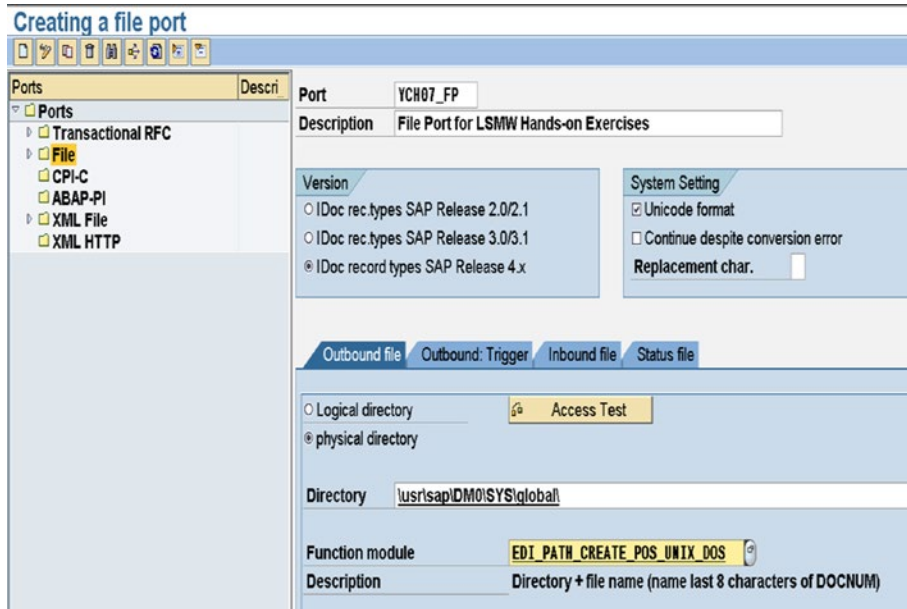 Creating a file port
Ports Descri
Ports
Transactional RFC
File
CPI-C
ABAP-PI
XML File
XML HTTP
Port YCH07_FP
Description File Port for LSMW Hands-on Exercises
Version
IDoc rec.types SAP Release 2.0/2.1
IDoc rec.types SAP Release 3.0/3.1
IDoc record types SAP Release 4.x
System Setting
Unicode format
Continue despite conversion error
Replacement char.
Outbound file Outbound: Trigger Inbound file Status file
Logical directory Access Test
physical directory
Directory \usr\sap\DM0\SYS\global\
Function module EDI_PATH_CREATE_POS_UNIX_DOS
Description Directory + file name (name last 8 characters of DOCNUM)